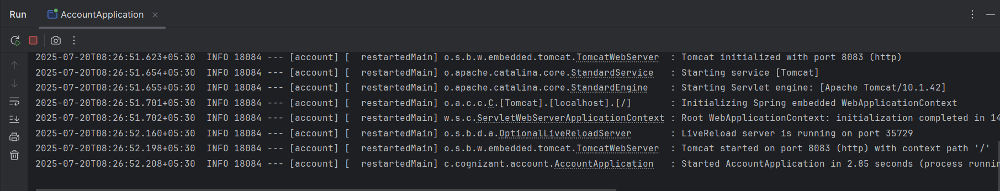 Run AccountApplication
2025-07-20T08:26:51.623+05:30  INFO 18084 --- [account] [  restartedMain] o.s.b.w.embedded.tomcat.TomcatWebServer  : Tomcat initialized with port 8083 (http)
2025-07-20T08:26:51.654+05:30  INFO 18084 --- [account] [  restartedMain] o.apache.catalina.core.StandardService   : Starting service [Tomcat]
2025-07-20T08:26:51.655+05:30  INFO 18084 --- [account] [  restartedMain] o.apache.catalina.core.StandardEngine    : Starting Servlet engine: [Apache Tomcat/10.1.42]
2025-07-20T08:26:51.701+05:30  INFO 18084 --- [account] [  restartedMain] o.a.c.c.C.[Tomcat].[localhost].[/]       : Initializing Spring embedded WebApplicationContext
2025-07-20T08:26:51.702+05:30  INFO 18084 --- [account] [  restartedMain] w.s.c.ServletWebServerApplicationContext : Root WebApplicationContext: initialization completed in 14
2025-07-20T08:26:52.160+05:30  INFO 18084 --- [account] [  restartedMain] o.s.b.d.a.OptionalLiveReloadServer       : LiveReload server is running on port 35729
2025-07-20T08:26:52.198+05:30  INFO 18084 --- [account] [  restartedMain] o.s.b.w.embedded.tomcat.TomcatWebServer  : Tomcat started on port 8083 (http) with context path '/'
2025-07-20T08:26:52.208+05:30  INFO 18084 --- [account] [  restartedMain] c.cognizant.account.AccountApplication   : Started AccountApplication in 2.85 seconds (process runnin